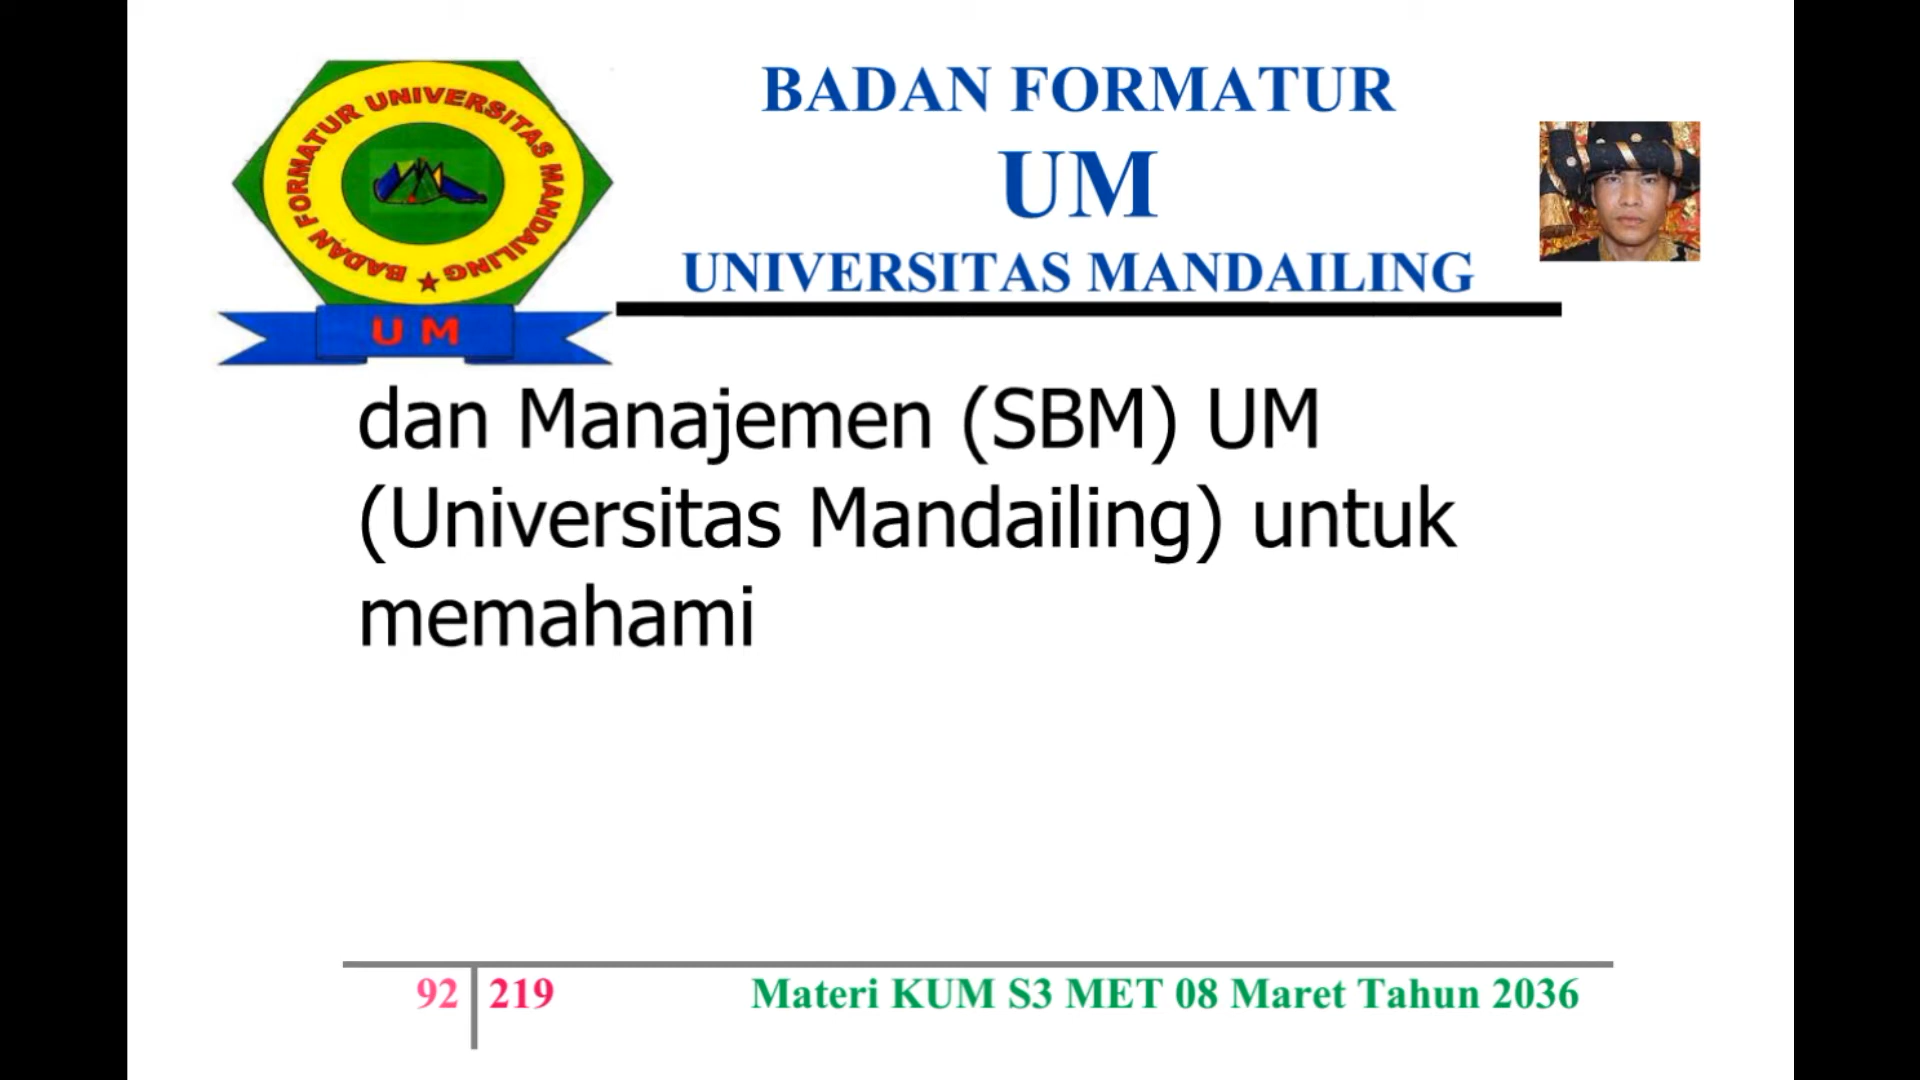 BADAN FORMATUR UNIVERSITAS MANDAILING ★
U M
BADAN FORMATUR
UM
UNIVERSITAS MANDAILING
dan Manajemen (SBM) UM
(Universitas Mandailing) untuk
memahami
92 219
Materi KUM S3 MET 08 Maret Tahun 2036